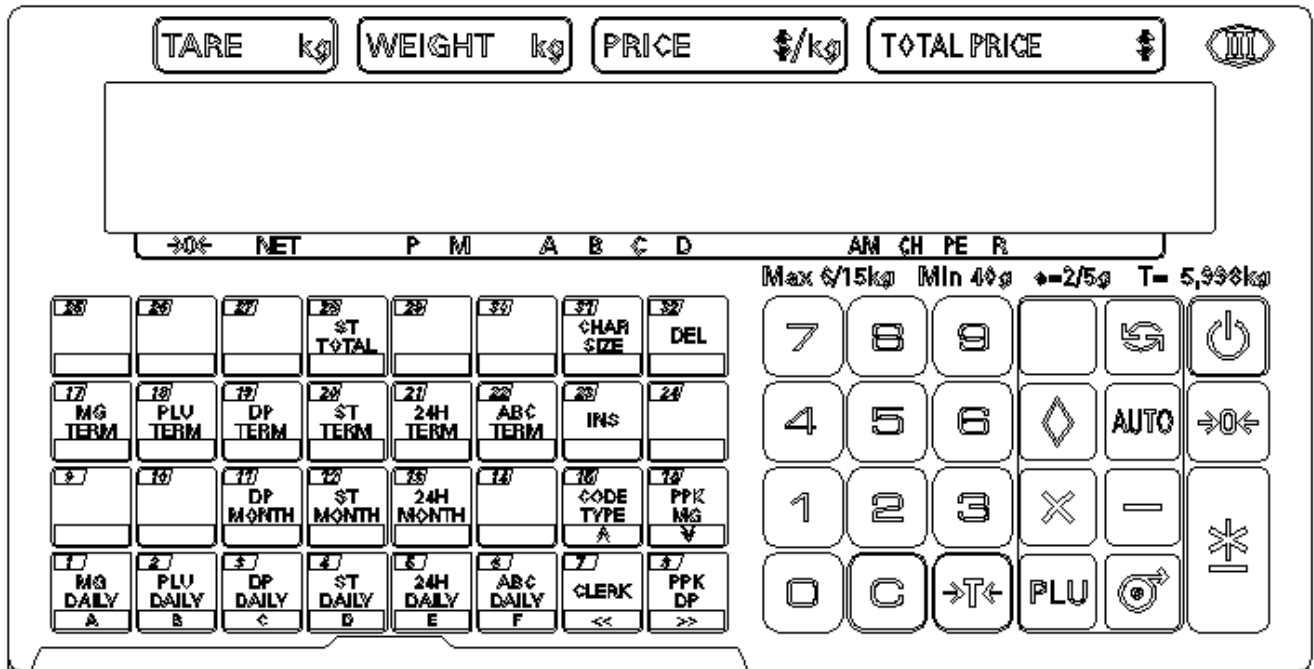 TARE kg WEIGHT kg PRICE $/kg TOTAL PRICE $ III
→0← NET P M A B C D AM CH PE R
Max 6/15kg Min 40g e=2/5g T= 5,998kg
25 26 27 28 29 30 31 32
ST TOTAL CHAR SIZE DEL
7 8 9
17 18 19 20 21 22 23 24
MG TERM PLU TERM DP TERM ST TERM 24H TERM ABC TERM INS
4 5 6 AUTO →0←
9 10 11 12 13 14
DP MONTH ST MONTH 24H MONTH CODE TYPE PPK MG
A
1 2 3 × — *
1 2 3 4 5 6 7 8
MG DAILY PLU DAILY DP DAILY ST DAILY 24H DAILY ABC DAILY CLERK PPK DP
A B C D E F << >>
0 C →T← PLU